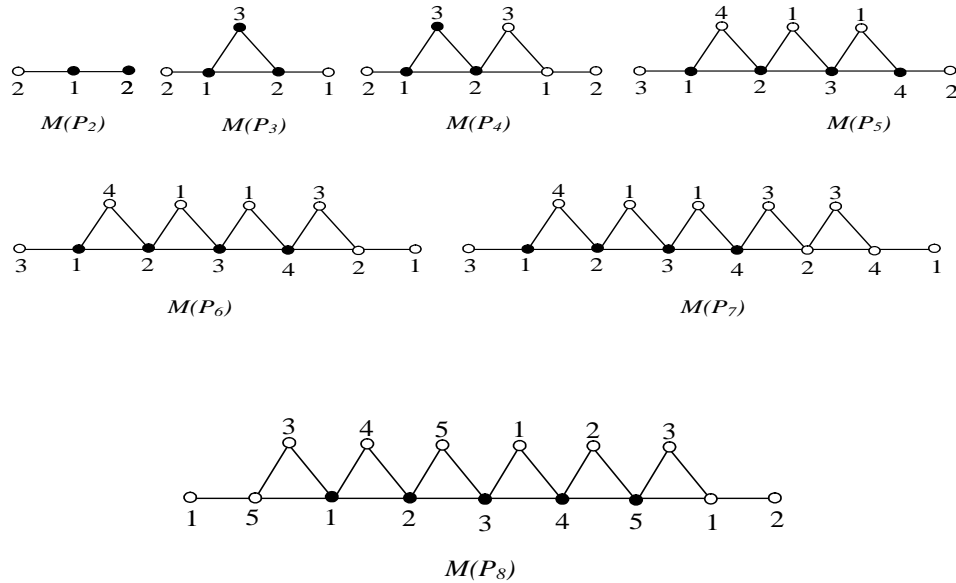 3 3 3 4 1 1
2 1 2 1 2 1 2 1 2 1 2 3 1 2 3 4 2
M(P2) M(P3) M(P4) M(P5)
4 1 1 3 4 1 1 3 3
3 1 2 3 4 2 1 3 1 2 3 4 2 4 1
M(P6) M(P7)
3 4 5 1 2 3
1 5 1 2 3 4 5 1 2
M(P8)